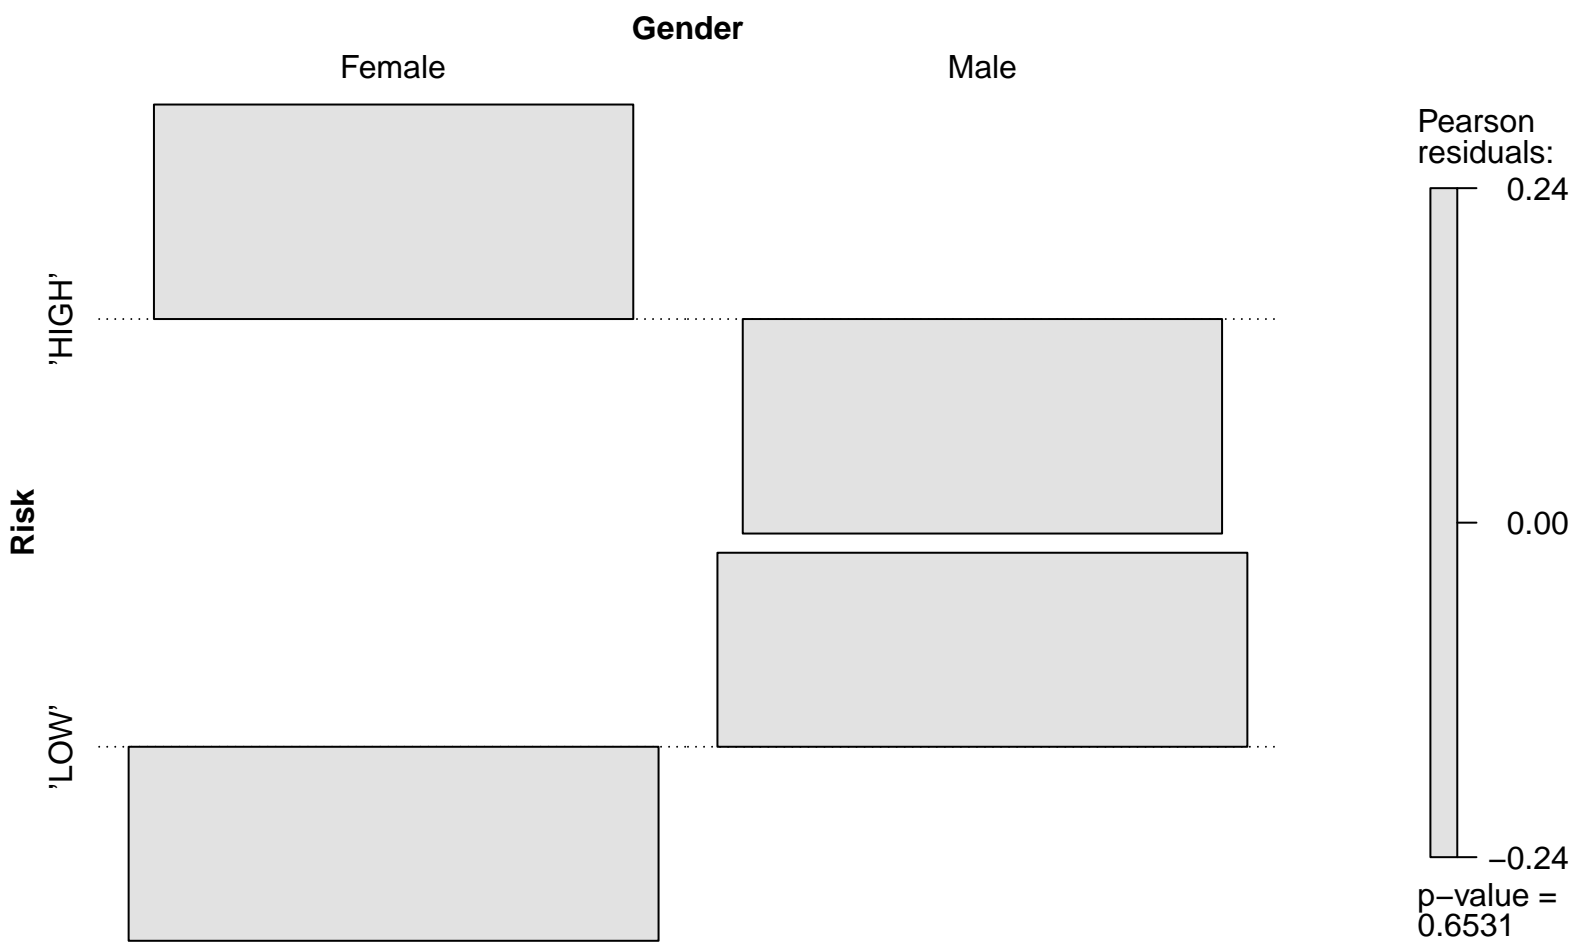 Gender
Female
Male
Pearson
residuals:
0.24
0.00
−0.24
p−value =
0.6531
Risk
’HIGH’
’LOW’